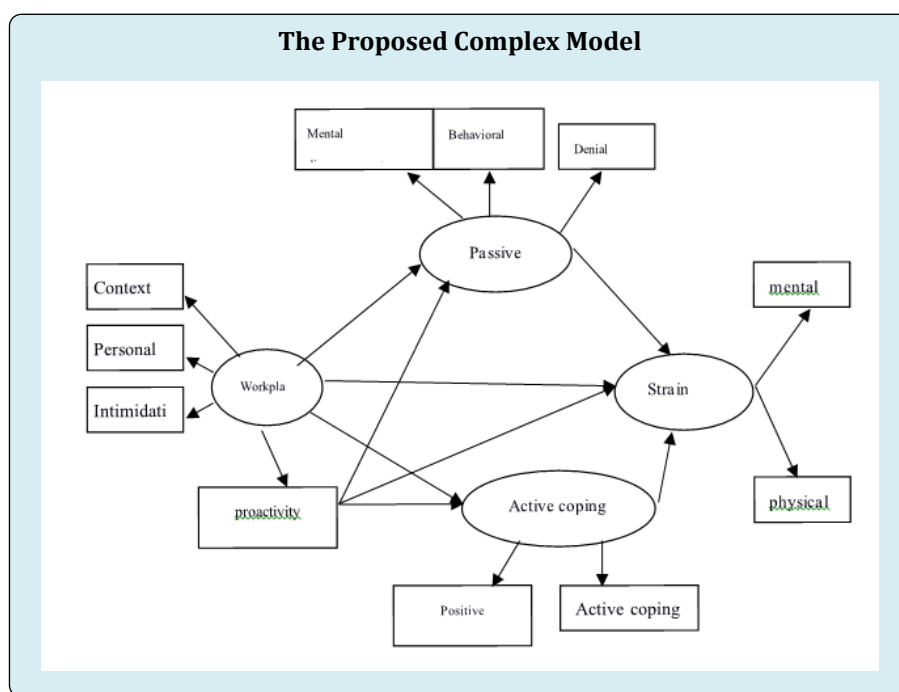 The Proposed Complex Model
Mental
Behavioral
Denial
Passive
Context
mental
Personal
Workpla
Strain
Intimidati
proactivity
Active coping
physical
Positive
Active coping